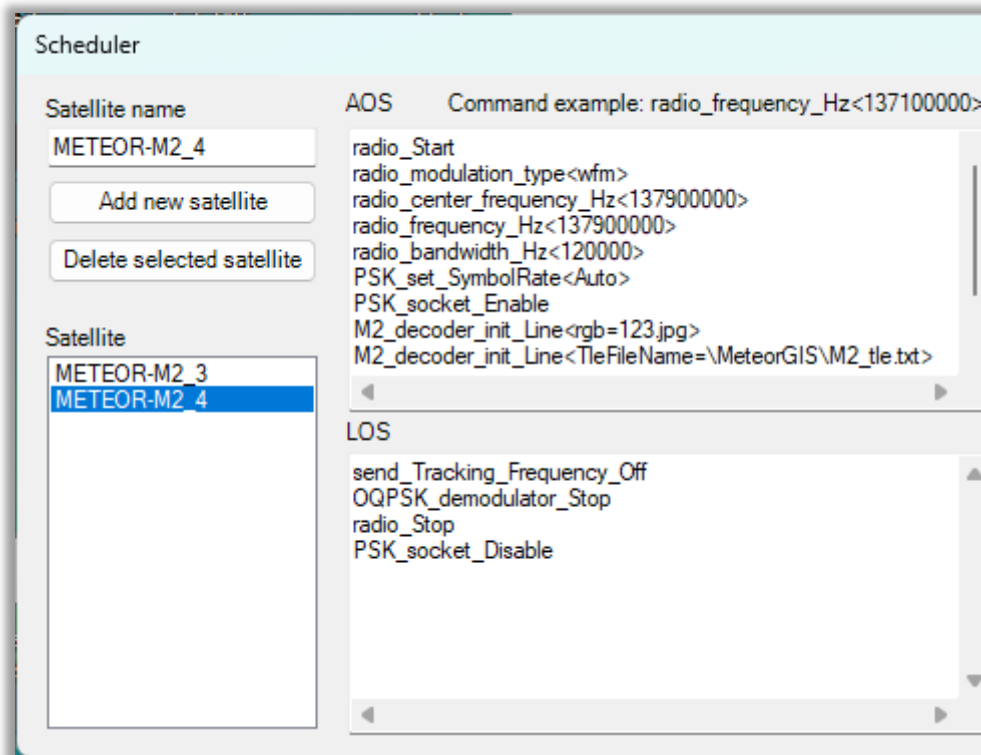 Scheduler
Satellite name
METEOR-M2_4
Add new satellite
Delete selected satellite
Satellite
METEOR-M2_3
METEOR-M2_4
AOS Command example: radio_frequency_Hz<137100000>
radio_Start
radio_modulation_type<wfm>
radio_center_frequency_Hz<137900000>
radio_frequency_Hz<137900000>
radio_bandwidth_Hz<120000>
PSK_set_SymbolRate<Auto>
PSK_socket_Enable
M2_decoder_init_Line<rgb=123.jpg>
M2_decoder_init_Line<TleFileName=\MeteorGIS\M2_tle.txt>
LOS
send_Tracking_Frequency_Off
OQPSK_demodulator_Stop
radio_Stop
PSK_socket_Disable